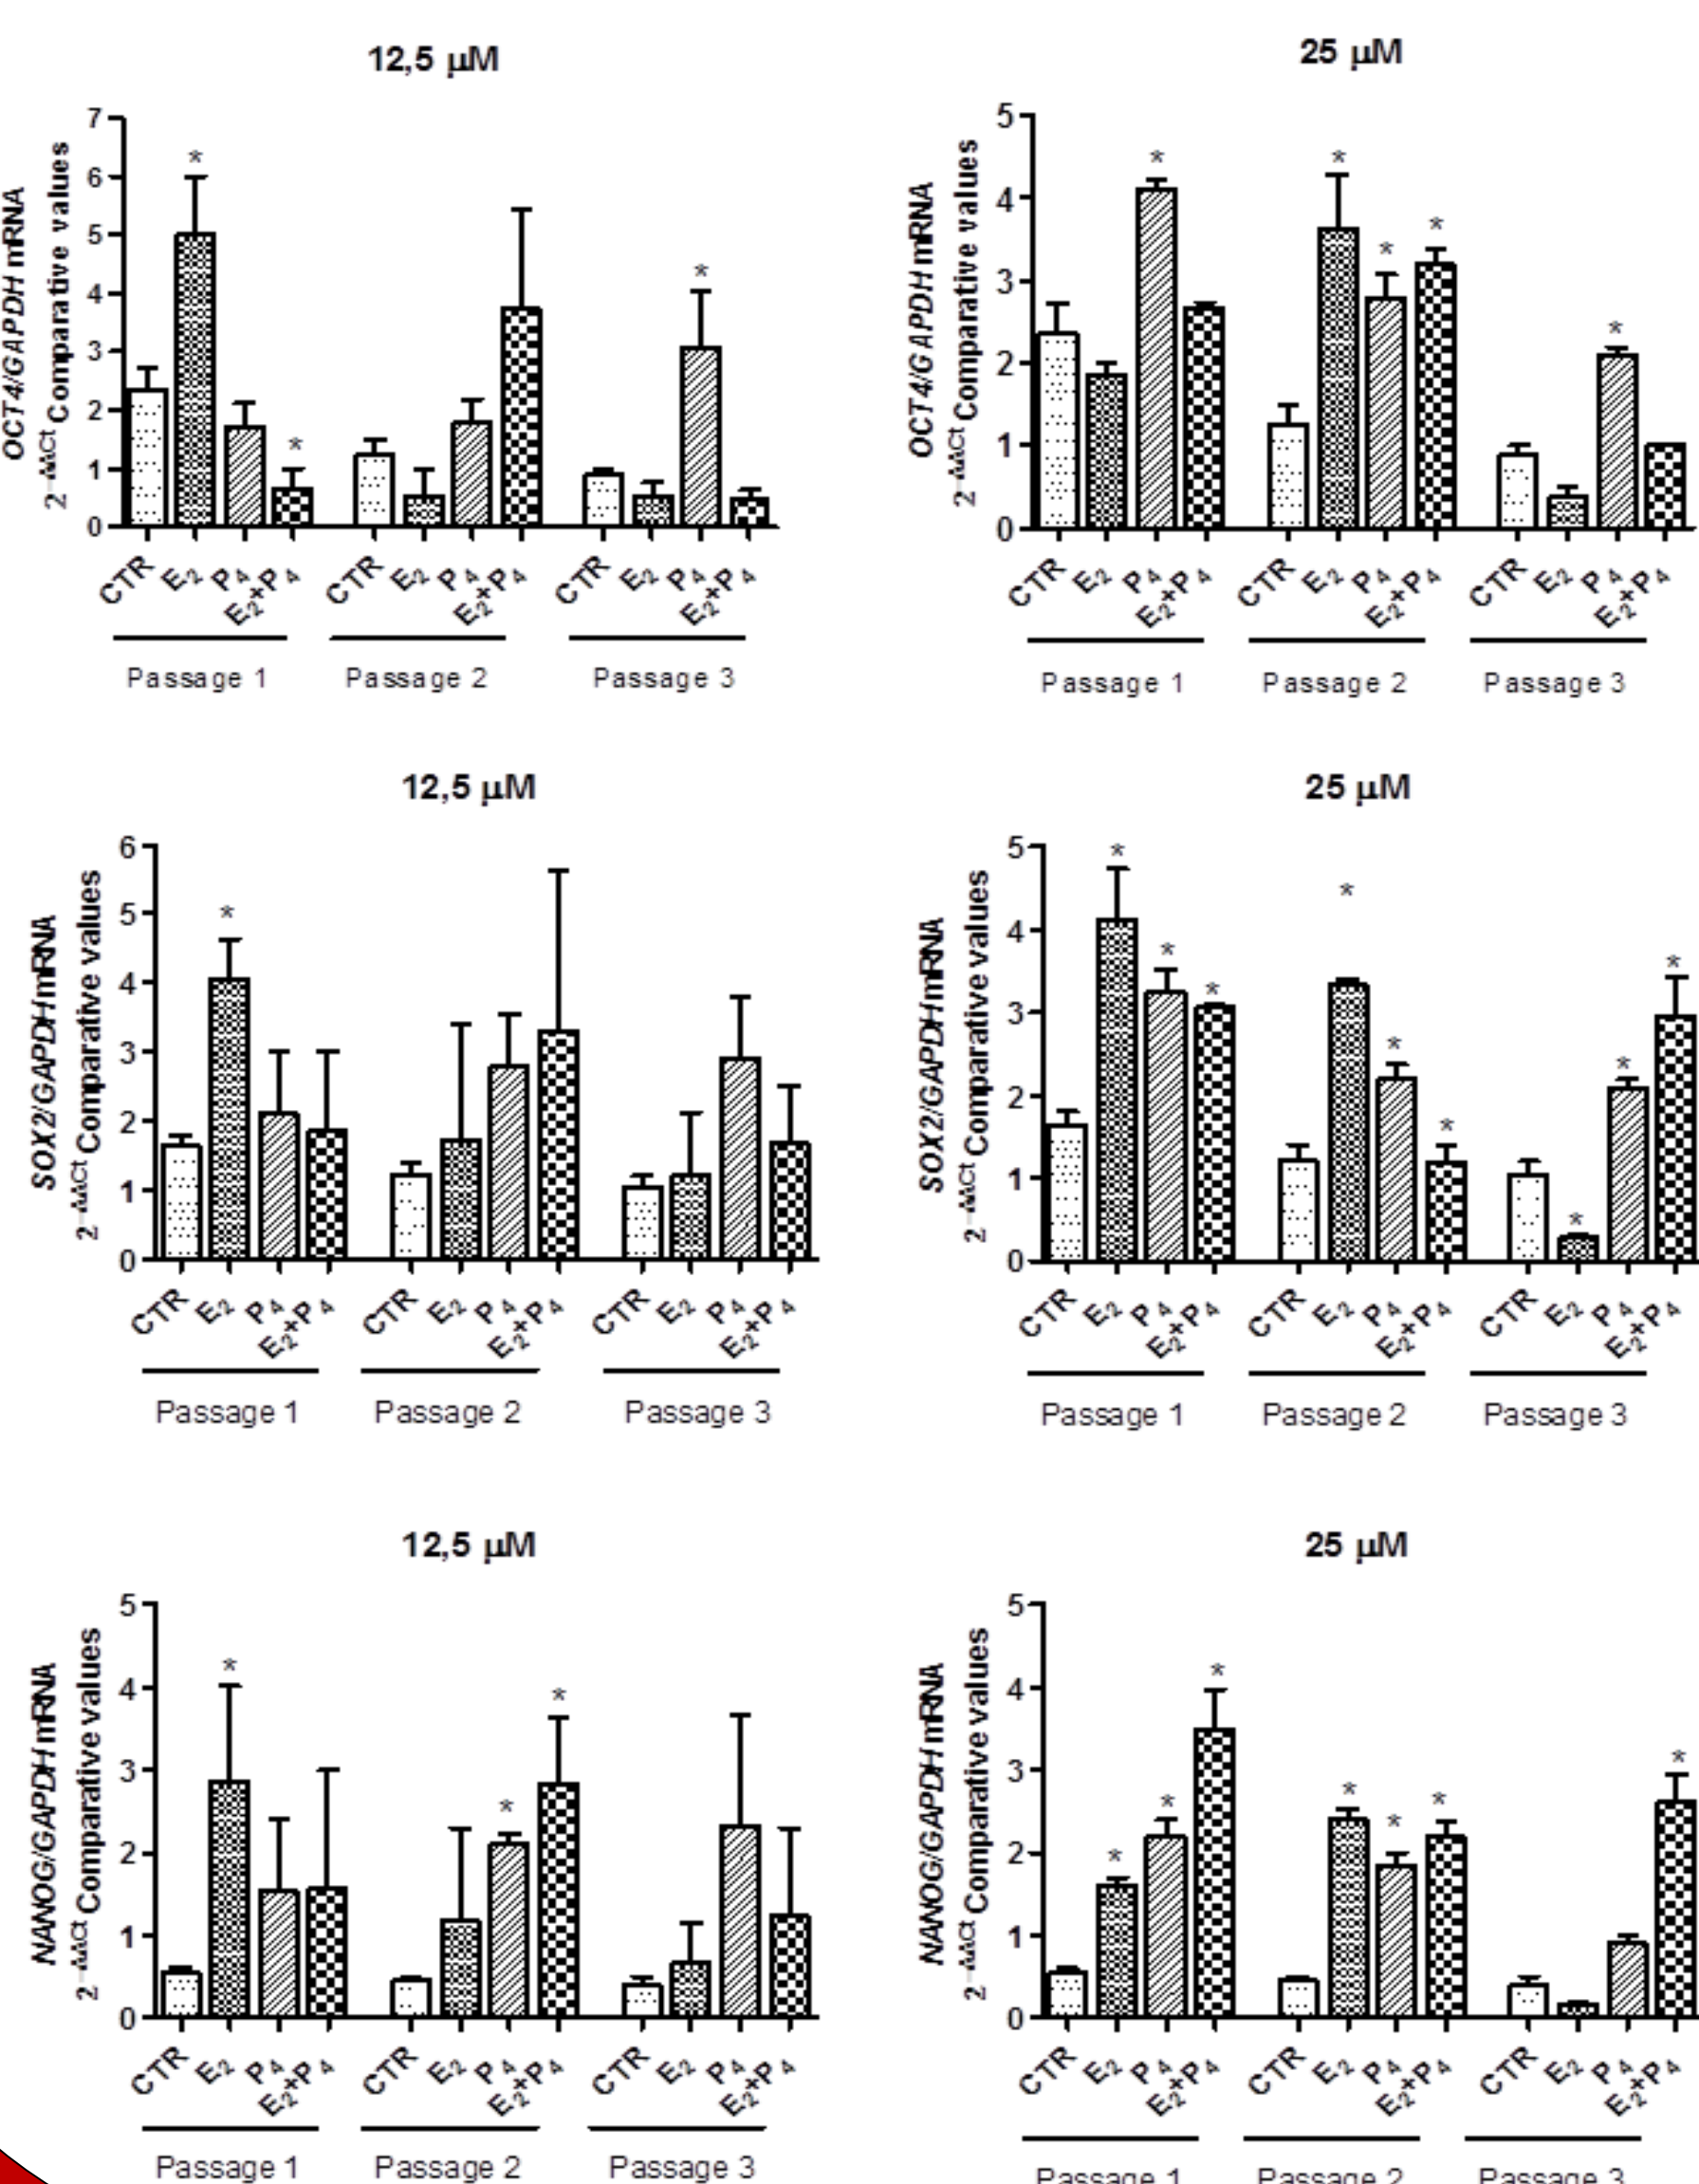 12,5 µM
OCT4/GAPDH mRNA
2-ΔΔCt Comparative values
7
6
5
4
3
2
1
0
*
*
*
CTR E2 P4 E2+P4 CTR E2 P4 E2+P4 CTR E2 P4 E2+P4
Passage 1 Passage 2 Passage 3
25 µM
OCT4/GAPDH mRNA
2-ΔΔCt Comparative values
5
4
3
2
1
0
*
*
*
*
*
CTR E2 P4 E2+P4 CTR E2 P4 E2+P4 CTR E2 P4 E2+P4
Passage 1 Passage 2 Passage 3
12,5 µM
SOX2/GAPDH mRNA
2-ΔΔCt Comparative values
6
5
4
3
2
1
0
*
CTR E2 P4 E2+P4 CTR E2 P4 E2+P4 CTR E2 P4 E2+P4
Passage 1 Passage 2 Passage 3
25 µM
SOX2/GAPDH mRNA
2-ΔΔCt Comparative values
5
4
3
2
1
0
*
*
*
*
*
*
*
*
*
CTR E2 P4 E2+P4 CTR E2 P4 E2+P4 CTR E2 P4 E2+P4
Passage 1 Passage 2 Passage 3
12,5 µM
NANOG/GAPDH mRNA
2-ΔΔCt Comparative values
5
4
3
2
1
0
*
*
*
CTR E2 P4 E2+P4 CTR E2 P4 E2+P4 CTR E2 P4 E2+P4
Passage 1 Passage 2 Passage 3
25 µM
NANOG/GAPDH mRNA
2-ΔΔCt Comparative values
5
4
3
2
1
0
*
*
*
*
*
*
*
CTR E2 P4 E2+P4 CTR E2 P4 E2+P4 CTR E2 P4 E2+P4
Passage 1 Passage 2 Passage 3